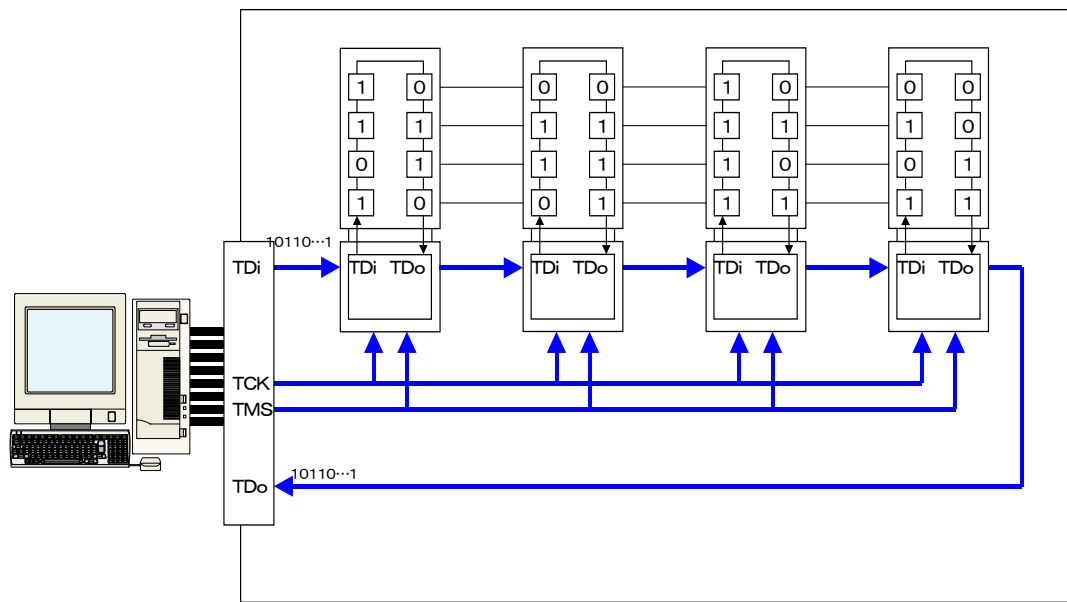 1 0 0 0 1 0 0 0
1 1 1 1 1 1 1 0
0 1 1 1 1 0 0 1
1 0 0 1 1 1 1 1
10110…1
TDi TDi TDo TDi TDo TDi TDo TDi TDo
TCK
TMS
10110…1
TDo